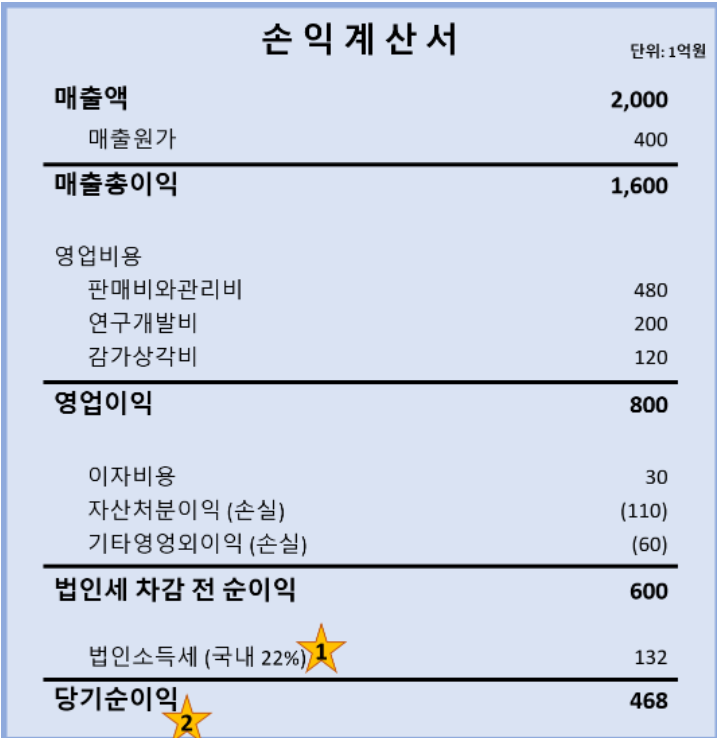 손 익 계 산 서
단위: 1억원
매출액 2,000
매출원가 400
매출총이익 1,600
영업비용
판매비와관리비 480
연구개발비 200
감가상각비 120
영업이익 800
이자비용 30
자산처분이익 (손실) (110)
기타영엉외이익 (손실) (60)
법인세 차감 전 순이익 600
법인소득세 (국내 22%) 1 132
당기순이익 2 468